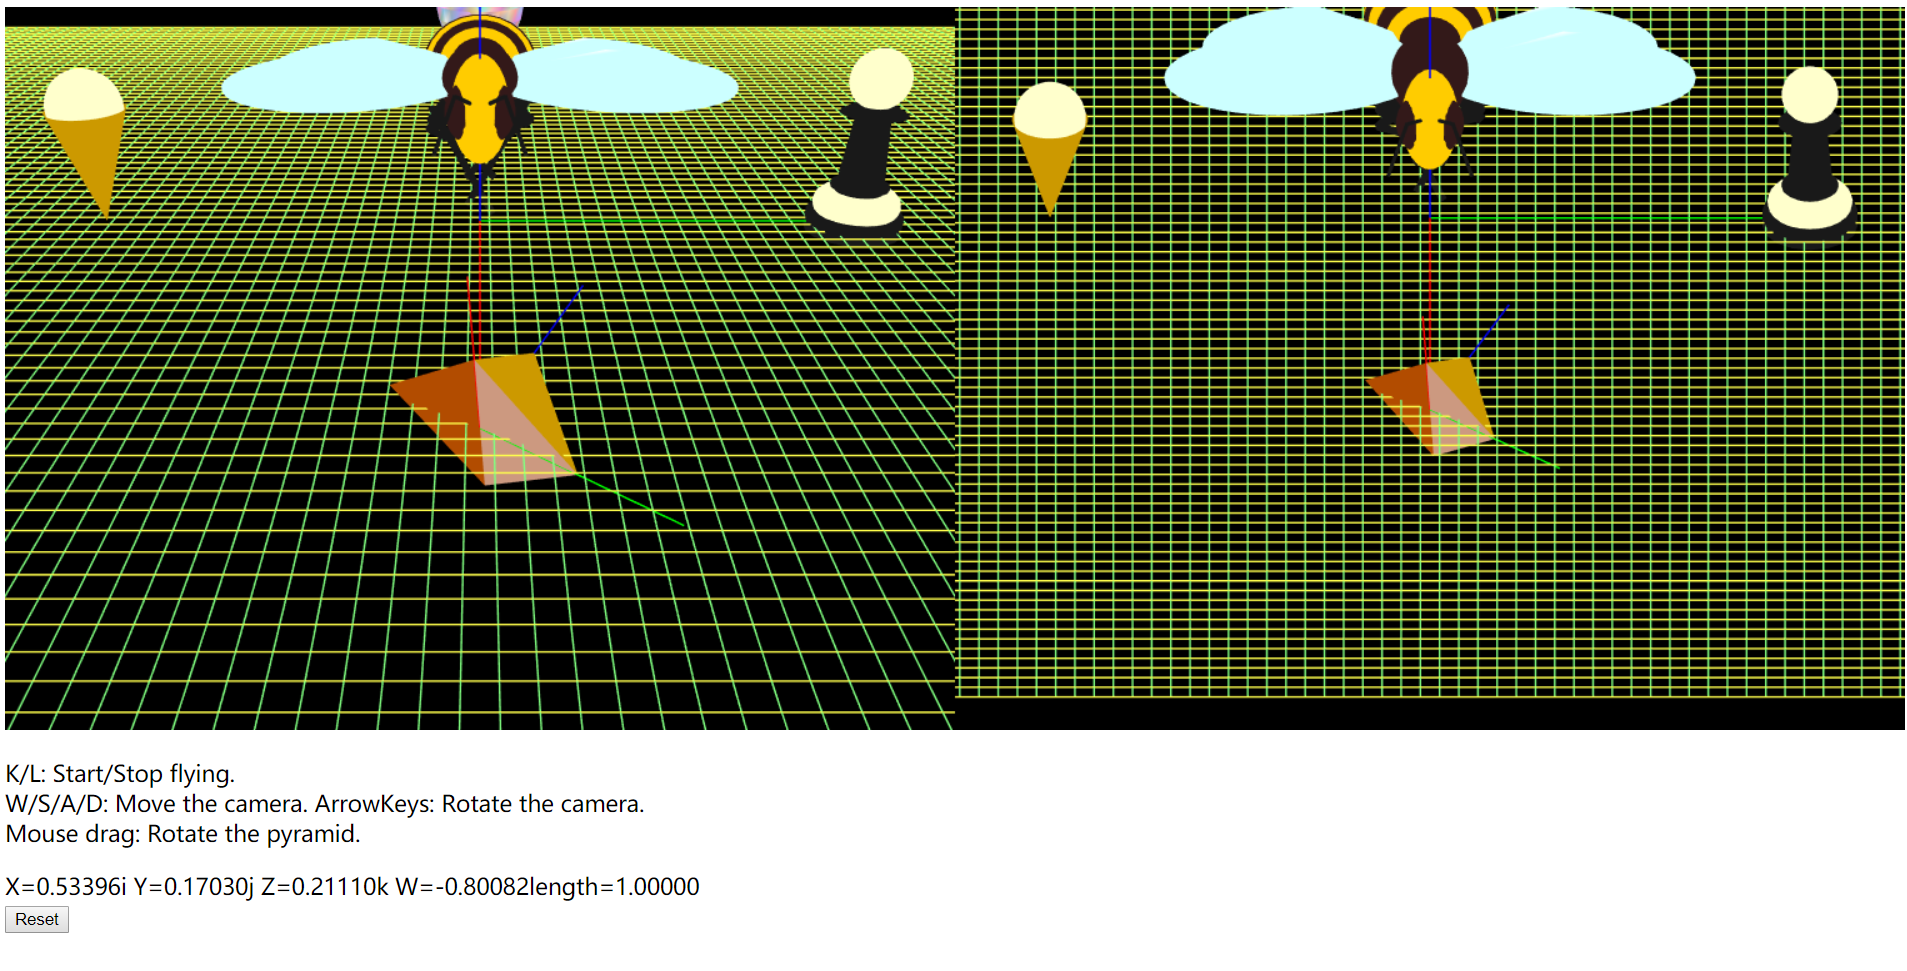 K/L: Start/Stop flying.
W/S/A/D: Move the camera. ArrowKeys: Rotate the camera.
Mouse drag: Rotate the pyramid.
X=0.53396i Y=0.17030j Z=0.21110k W=-0.80082length=1.00000
Reset